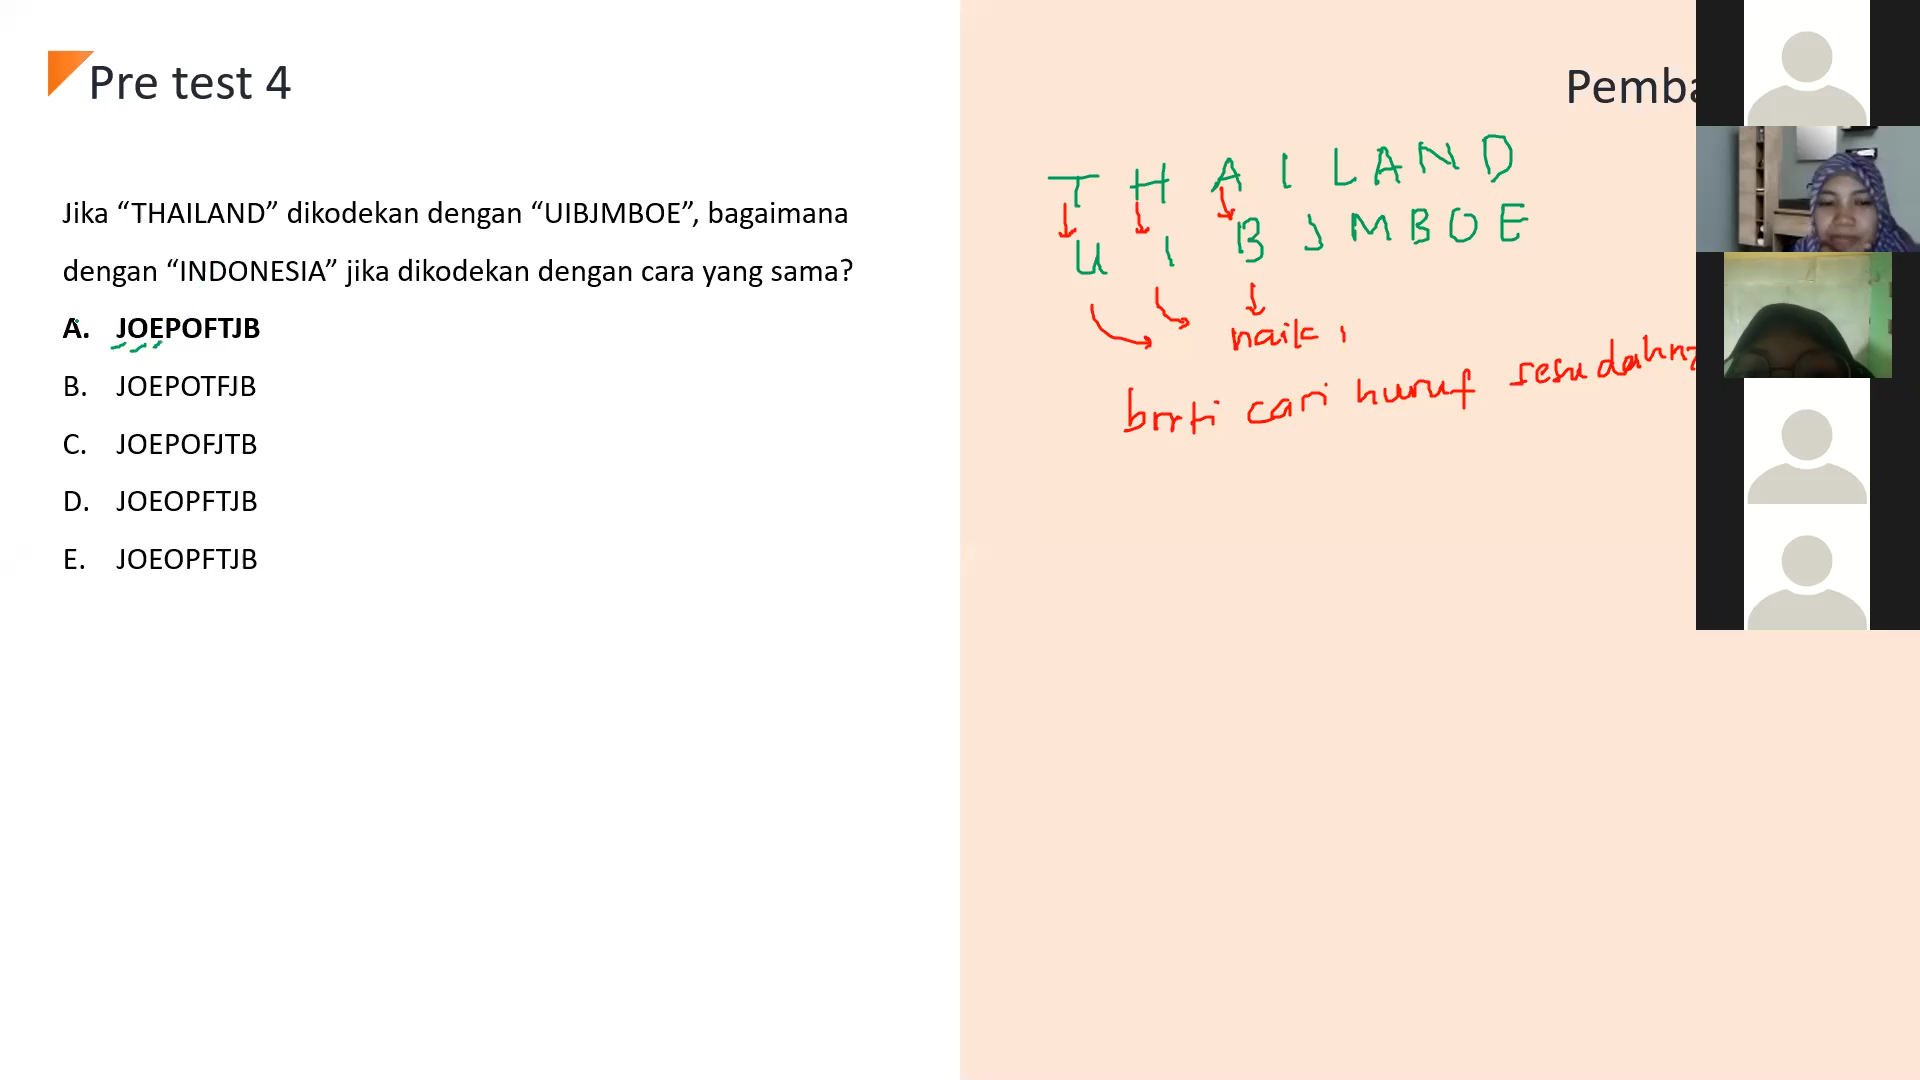 Pre test 4
Jika “THAILAND” dikodekan dengan “UIBJMBOE”, bagaimana
dengan “INDONESIA” jika dikodekan dengan cara yang sama?
A. JOEPOFTJB
B. JOEPOTFJB
C. JOEPOFJTB
D. JOEOPFTJB
E. JOEOPFTJB
Pemba
T H A I L A N D
U I B J M B O E
naik 1
brrti cari huruf sesudahny